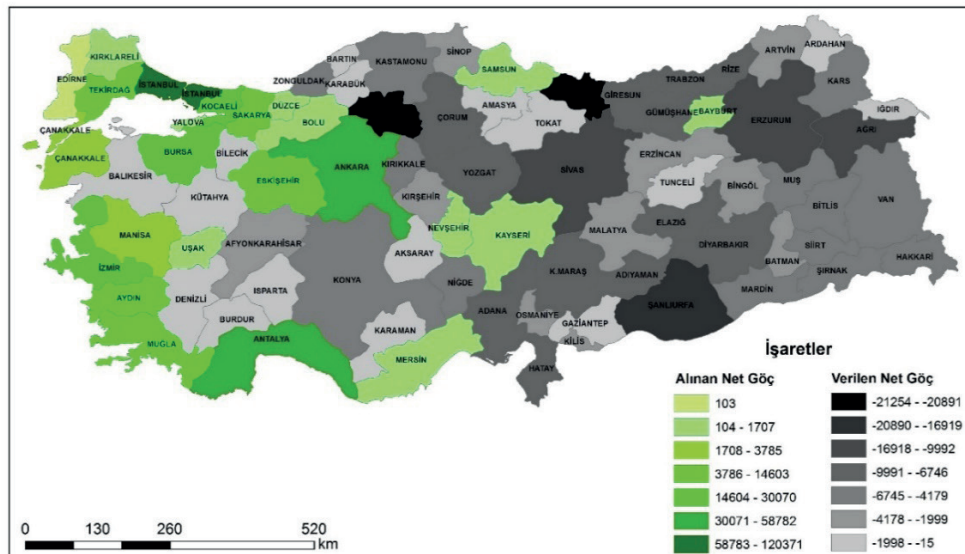 KIRKLARELİ
EDİRNE
TEKİRDAĞ
İSTANBUL
İSTANBUL
KOCAELİ
YALOVA
SAKARYA
DÜZCE
BOLU
ZONGULDAK
BARTIN
KARABÜK
KASTAMONU
SİNOP
SAMSUN
AMASYA
TOKAT
ÇORUM
GİRESUN
TRABZON
GÜMÜŞHANE
BAYBURT
RİZE
ARTVİN
ARDAHAN
KARS
IĞDIR
AĞRI
ERZURUM
ÇANAKKALE
ÇANAKKALE
BALIKESİR
BURSA
BİLECİK
KÜTAHYA
ESKİŞEHİR
ANKARA
KIRIKKALE
KIRŞEHİR
YOZGAT
SİVAS
ERZİNCAN
TUNCELİ
BİNGÖL
MUŞ
BİTLİS
VAN
MANİSA
İZMİR
UŞAK
AFYONKARAHİSAR
AYDIN
DENİZLİ
MUĞLA
BURDUR
ISPARTA
ANTALYA
KONYA
AKSARAY
NEVŞEHİR
KAYSERİ
NİĞDE
KARAMAN
MERSİN
ADANA
K.MARAŞ
OSMANİYE
HATAY
GAZİANTEP
KİLİS
MALATYA
ADIYAMAN
ELAZIĞ
DİYARBAKIR
ŞANLIURFA
MARDİN
BATMAN
SİİRT
ŞIRNAK
HAKKARİ
İşaretler
Alınan Net Göç
103
104 - 1707
1708 - 3785
3786 - 14603
14604 - 30070
30071 - 58782
58783 - 120371
Verilen Net Göç
-21254 - -20891
-20890 - -16919
-16918 - -9992
-9991 - -6746
-6745 - -4179
-4178 - -1999
-1998 - -15
0 130 260 520
km